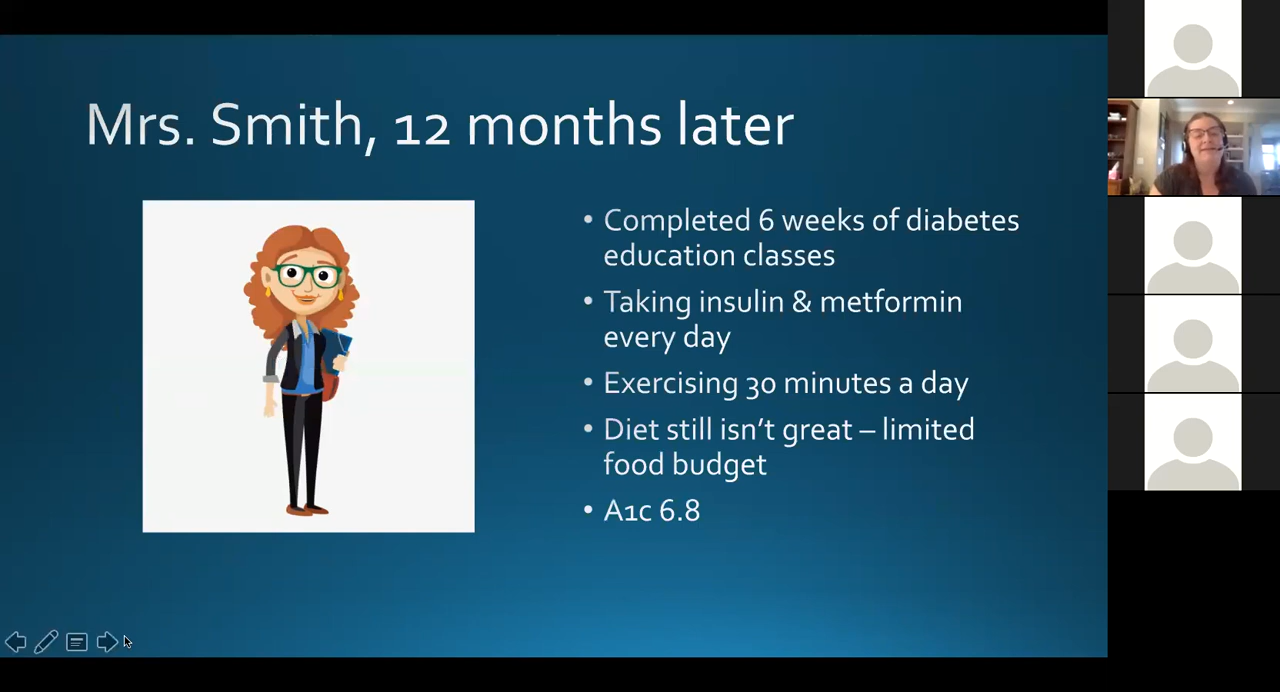 Mrs. Smith, 12 months later
• Completed 6 weeks of diabetes
education classes
• Taking insulin & metformin
every day
• Exercising 30 minutes a day
• Diet still isn’t great – limited
food budget
• A1c 6.8